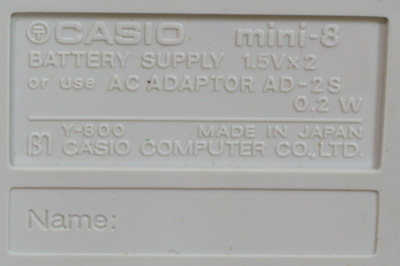 〒 CASIO mini-8
BATTERY SUPPLY 1.5V×2
or use AC ADAPTOR AD-2S
0.2 W
Y-800 MADE IN JAPAN
CASIO COMPUTER CO.,LTD.
Name: